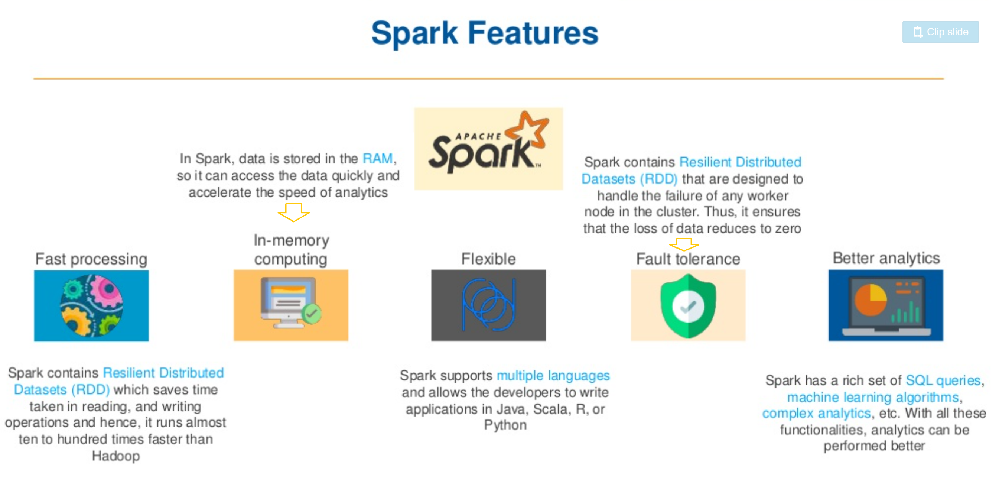 Spark Features
Clip slide
APACHE
Spark™
In Spark, data is stored in the RAM,
so it can access the data quickly and
accelerate the speed of analytics
Spark contains Resilient Distributed
Datasets (RDD) that are designed to
handle the failure of any worker
node in the cluster. Thus, it ensures
that the loss of data reduces to zero
Fast processing
In-memory
computing
Flexible
Fault tolerance
Better analytics
Spark contains Resilient Distributed
Datasets (RDD) which saves time
taken in reading, and writing
operations and hence, it runs almost
ten to hundred times faster than
Hadoop
Spark supports multiple languages
and allows the developers to write
applications in Java, Scala, R, or
Python
Spark has a rich set of SQL queries,
machine learning algorithms,
complex analytics, etc. With all these
functionalities, analytics can be
performed better